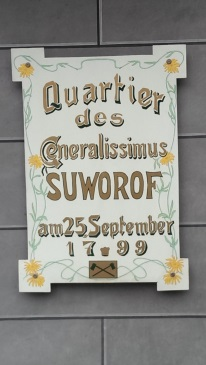 Quartier
des
Generalissimus
SUWOROF
am 25. September
1799